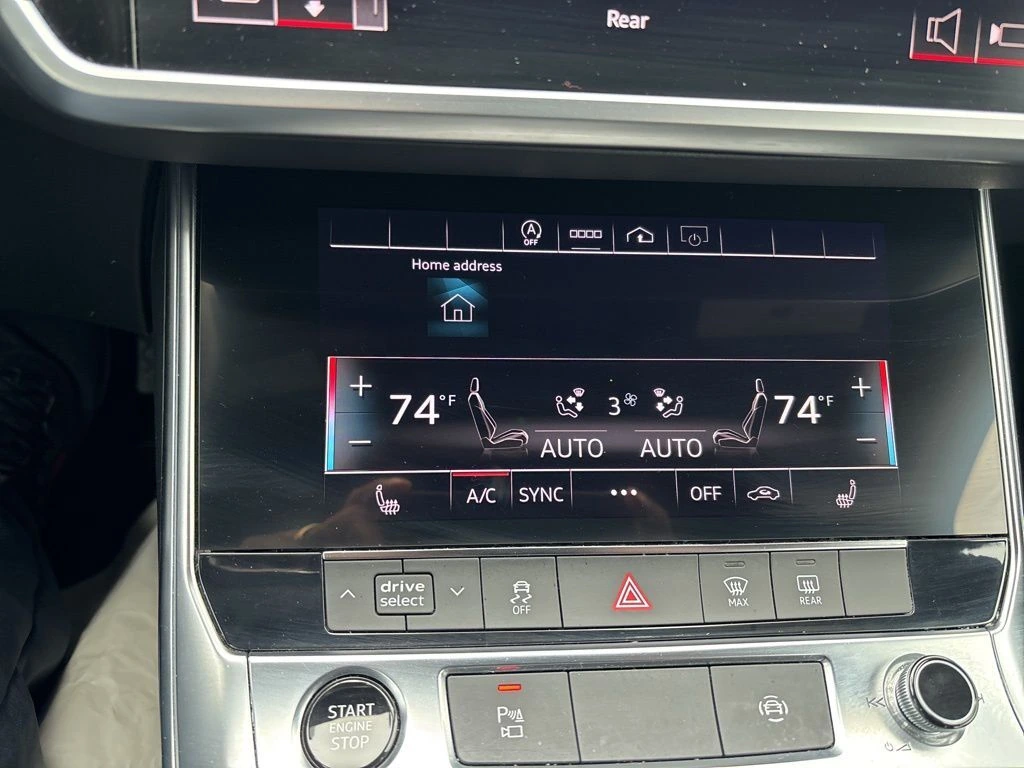 Rear
A
OFF
Home address
+ 74°F 3 74°F +
− AUTO AUTO −
A/C SYNC ••• OFF
drive
select
OFF
MAX
REAR
START
ENGINE
STOP
P